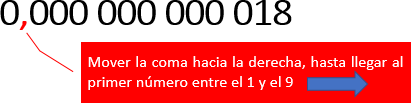 0,000 000 000 000 018
Mover la coma hacia la derecha, hasta llegar al
primer número entre el 1 y el 9